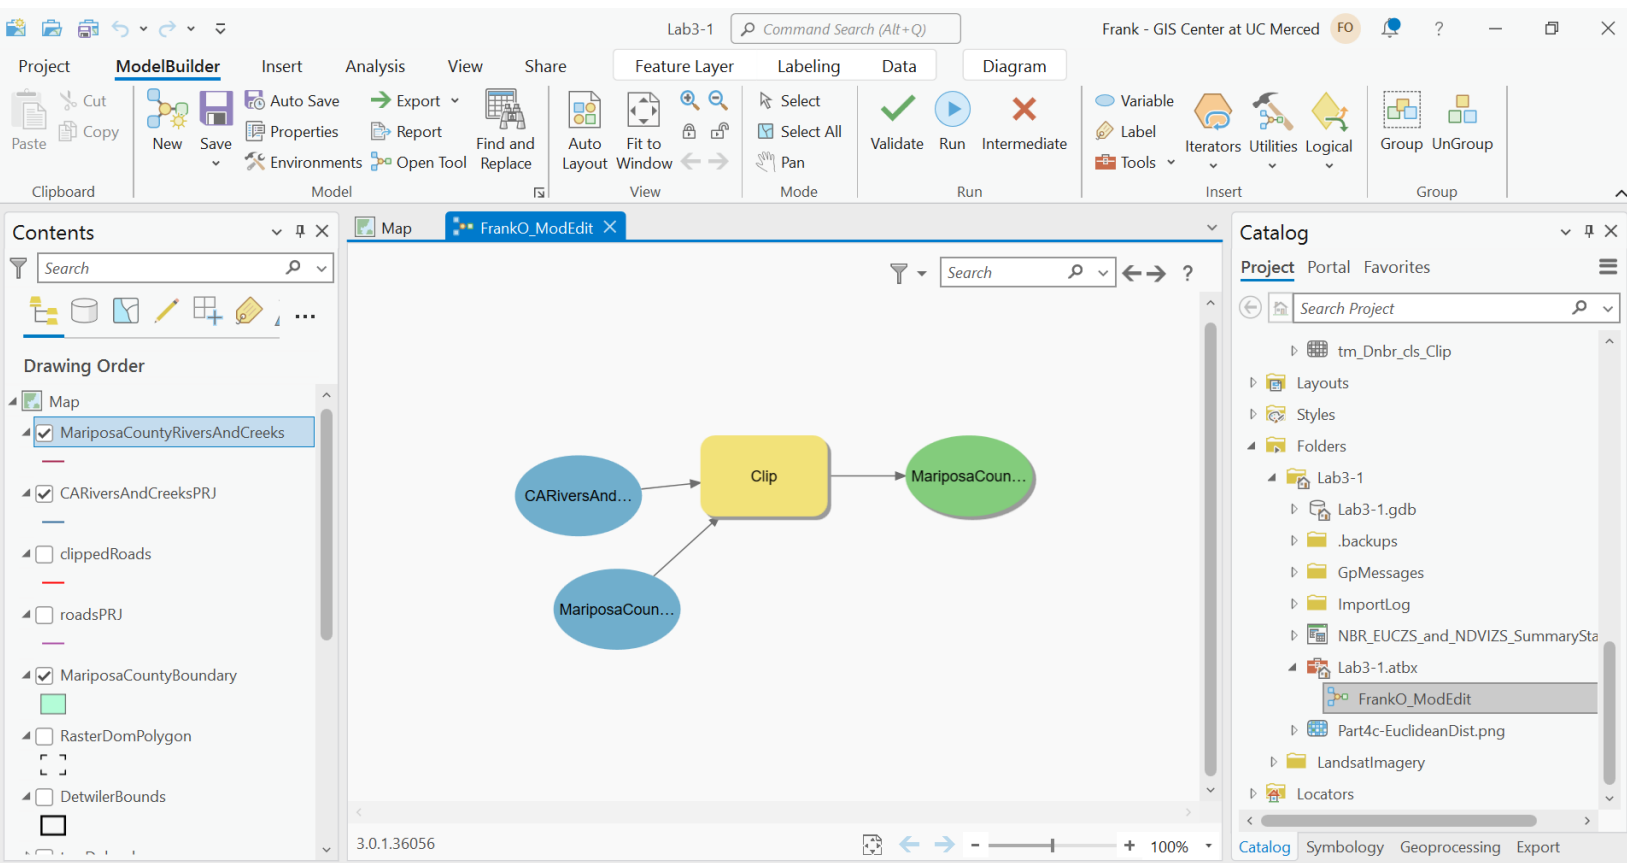 Lab3-1
Command Search (Alt+Q)
Frank - GIS Center at UC Merced
FO
?
Project
ModelBuilder
Insert
Analysis
View
Share
Feature Layer
Labeling
Data
Diagram
Paste
Cut
Copy
Clipboard
New
Save
Auto Save
Properties
Environments
Export
Report
Open Tool
Find and
Replace
Model
Auto
Layout
Fit to
Window
View
Select
Select All
Pan
Mode
Validate
Run
Intermediate
Run
Variable
Label
Tools
Iterators
Utilities
Logical
Insert
Group
UnGroup
Group
Contents
Search
Drawing Order
Map
MariposaCountyRiversAndCreeks
CARiversAndCreeksPRJ
clippedRoads
roadsPRJ
MariposaCountyBoundary
RasterDomPolygon
DetwilerBounds
Map
FrankO_ModEdit
Search
?
CARiversAnd...
MariposaCoun...
Clip
MariposaCoun...
3.0.1.36056
100%
Catalog
Project
Portal
Favorites
Search Project
tm_Dnbr_cls_Clip
Layouts
Styles
Folders
Lab3-1
Lab3-1.gdb
.backups
GpMessages
ImportLog
NBR_EUCZS_and_NDVIZS_SummarySta
Lab3-1.atbx
FrankO_ModEdit
Part4c-EuclideanDist.png
LandsatImagery
Locators
Catalog
Symbology
Geoprocessing
Export